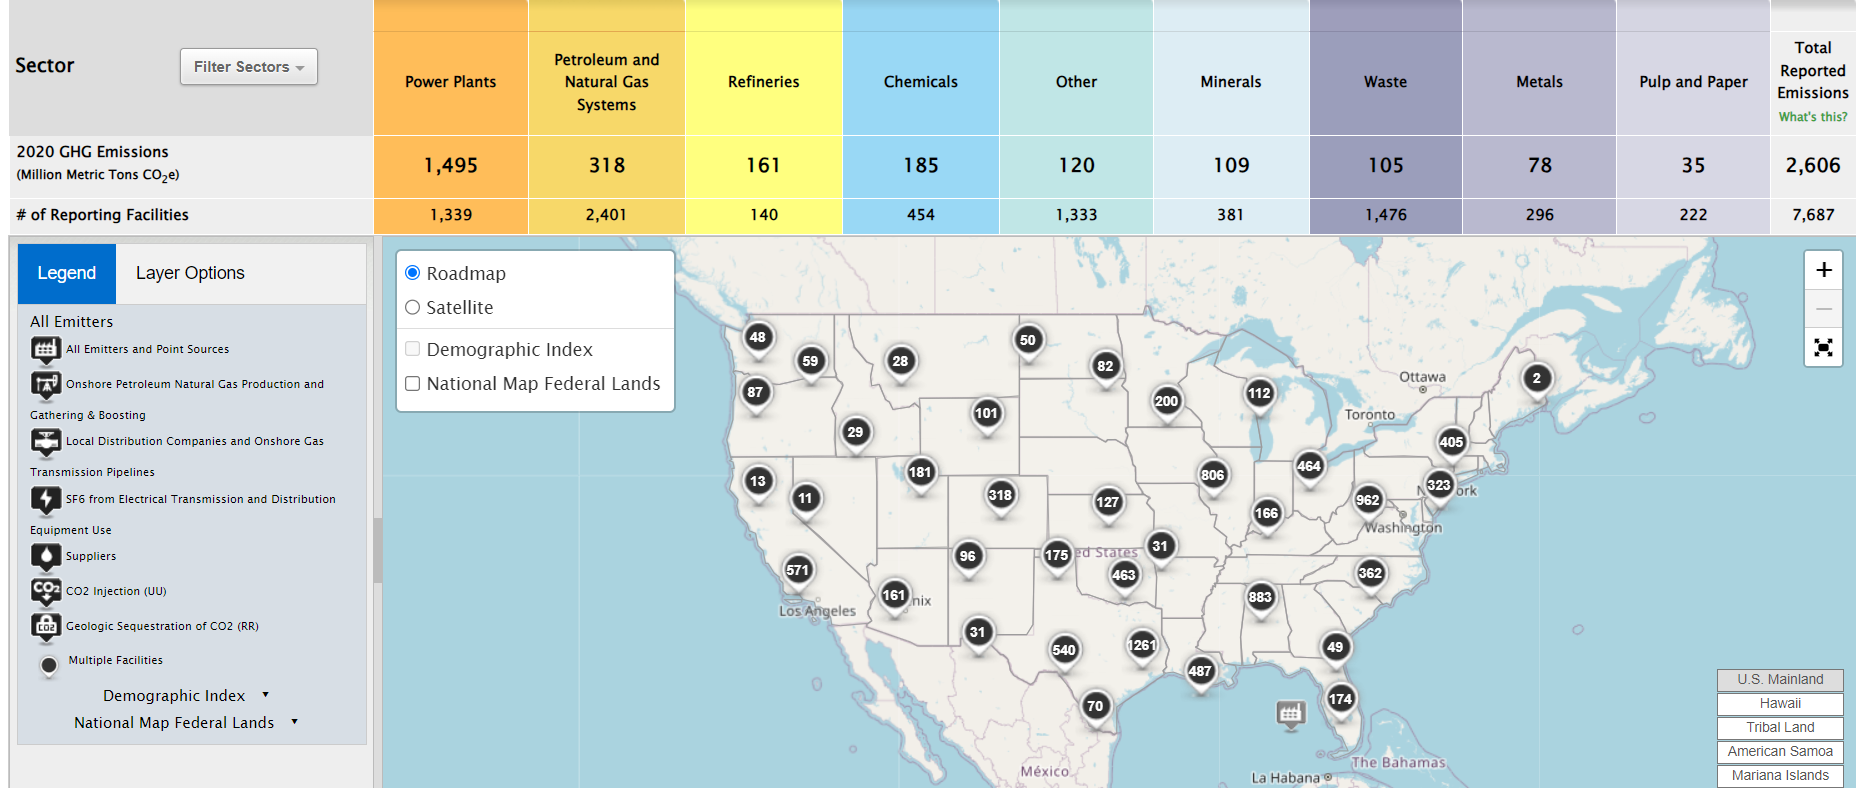 Sector
Filter Sectors
Power Plants
Petroleum and
Natural Gas
Systems
Refineries
Chemicals
Other
Minerals
Waste
Metals
Pulp and Paper
Total
Reported
Emissions
What's this?
2020 GHG Emissions
(Million Metric Tons CO2e)
1,495
318
161
185
120
109
105
78
35
2,606
# of Reporting Facilities
1,339
2,401
140
454
1,333
381
1,476
296
222
7,687
Legend
Layer Options
All Emitters
All Emitters and Point Sources
Onshore Petroleum Natural Gas Production and
Gathering & Boosting
Local Distribution Companies and Onshore Gas
Transmission Pipelines
SF6 from Electrical Transmission and Distribution
Equipment Use
Suppliers
CO2
CO2 Injection (UU)
CO2
Geologic Sequestration of CO2 (RR)
Multiple Facilities
Demographic Index
National Map Federal Lands
Roadmap
Satellite
Demographic Index
National Map Federal Lands
+
−
48
59
28
50
82
87
200
112
2
Ottawa
Toronto
29
101
405
13
11
181
318
127
806
464
323
ork
166
962
Washington
96
175
ed States
31
463
571
Los Angeles
161
nix
362
883
31
540
1261
487
49
70
174
México
La Habana
The Bahamas
U.S. Mainland
Hawaii
Tribal Land
American Samoa
Mariana Islands